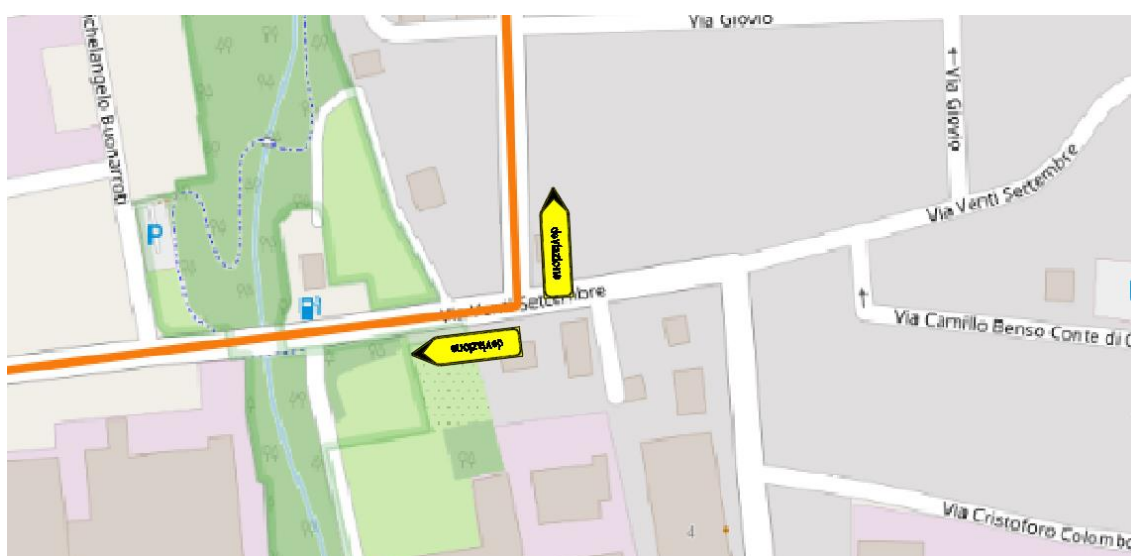 Via Giovio
ichelangelo Buonarroti
←Via Giovio
Via Venti Settembre
P
deviazione
Via Venti Settembre
deviazione
Via Camillo Benso Conte di C
Via Cristoforo Colombo
4